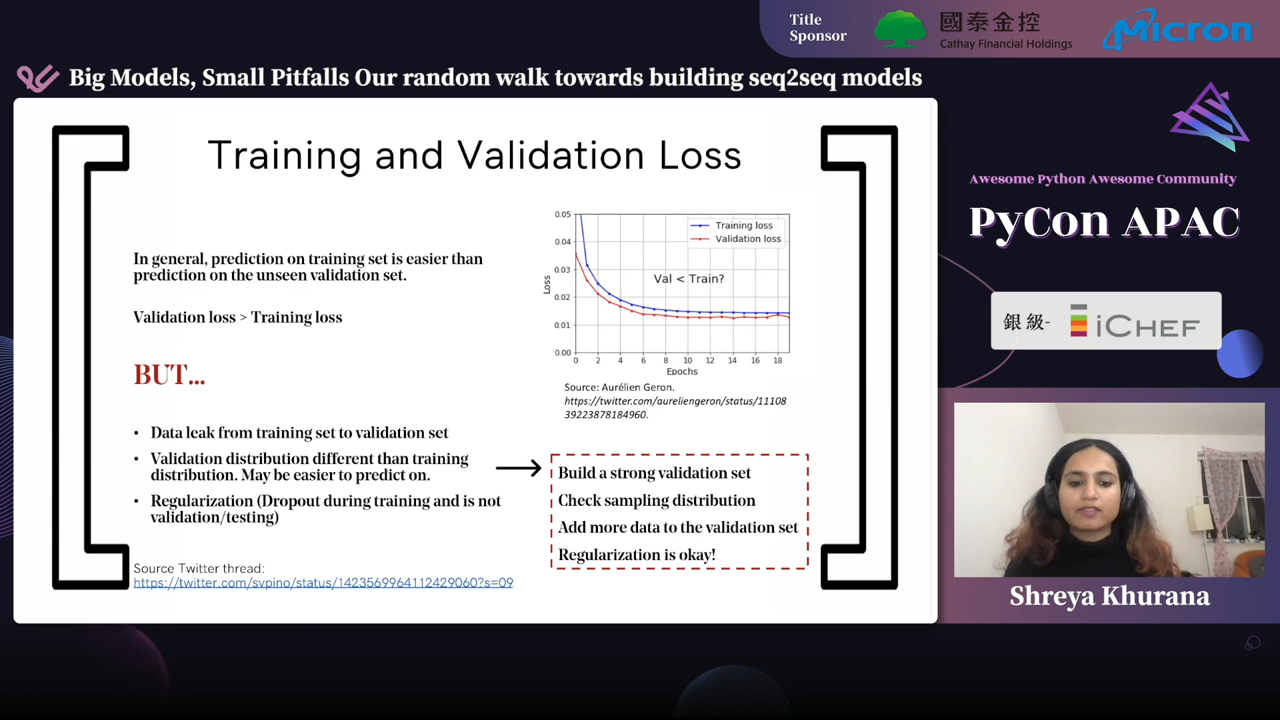 Title
Sponsor
國泰金控
Cathay Financial Holdings
Micron
Big Models, Small Pitfalls Our random walk towards building seq2seq models
Training and Validation Loss
In general, prediction on training set is easier than
prediction on the unseen validation set.
Validation loss > Training loss
BUT...
• Data leak from training set to validation set
• Validation distribution different than training
distribution. May be easier to predict on.
• Regularization (Dropout during training and is not
validation/testing)
Source Twitter thread:
https://twitter.com/svpino/status/1423569964112429060?s=09
0.05
0.04
0.03
0.02
0.01
0.00
Loss
Training loss
Validation loss
Val < Train?
0 2 4 6 8 10 12 14 16 18
Epochs
Source: Aurélien Geron.
https://twitter.com/aureliengeron/status/11108
39223878184960.
Build a strong validation set
Check sampling distribution
Add more data to the validation set
Regularization is okay!
Awesome Python Awesome Community
PyCon APAC
銀級- iCHEF
Shreya Khurana